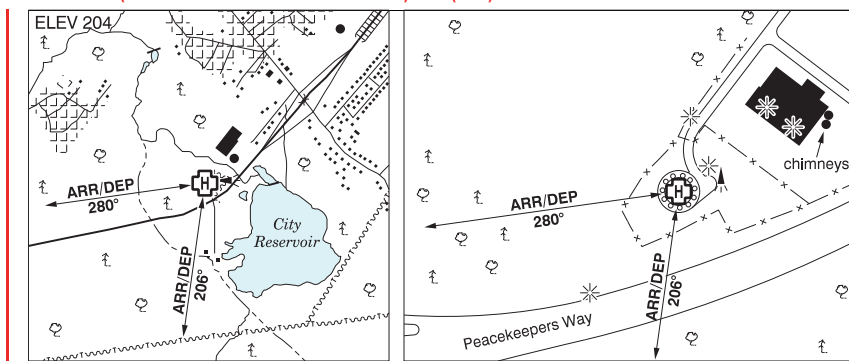 ELEV 204
ARR/DEP
280°
H
City
Reservoir
ARR/DEP
206°
chimneys
ARR/DEP
280°
H
ARR/DEP
206°
Peacekeepers Way